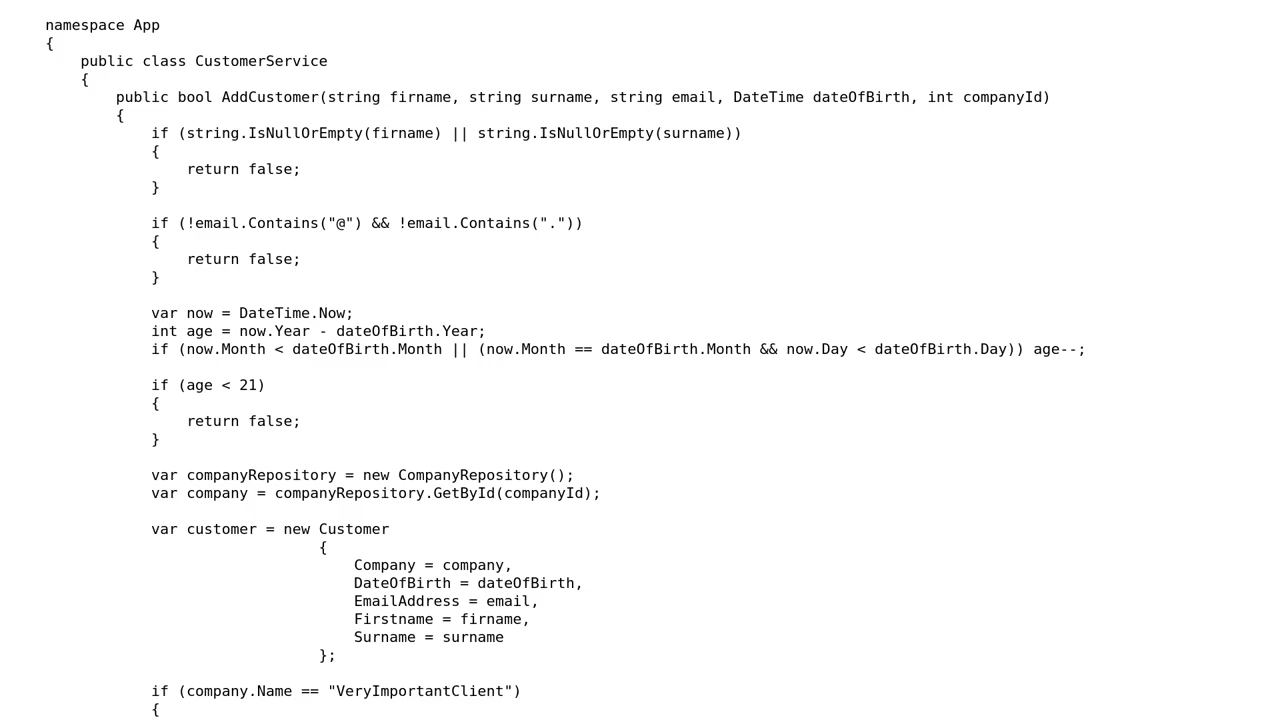 namespace App
{
    public class CustomerService
    {
        public bool AddCustomer(string firname, string surname, string email, DateTime dateOfBirth, int companyId)
        {
            if (string.IsNullOrEmpty(firname) || string.IsNullOrEmpty(surname))
            {
                return false;
            }

            if (!email.Contains("@") && !email.Contains("."))
            {
                return false;
            }

            var now = DateTime.Now;
            int age = now.Year - dateOfBirth.Year;
            if (now.Month < dateOfBirth.Month || (now.Month == dateOfBirth.Month && now.Day < dateOfBirth.Day)) age--;

            if (age < 21)
            {
                return false;
            }

            var companyRepository = new CompanyRepository();
            var company = companyRepository.GetById(companyId);

            var customer = new Customer
                               {
                                   Company = company,
                                   DateOfBirth = dateOfBirth,
                                   EmailAddress = email,
                                   Firstname = firname,
                                   Surname = surname
                               };

            if (company.Name == "VeryImportantClient")
            {